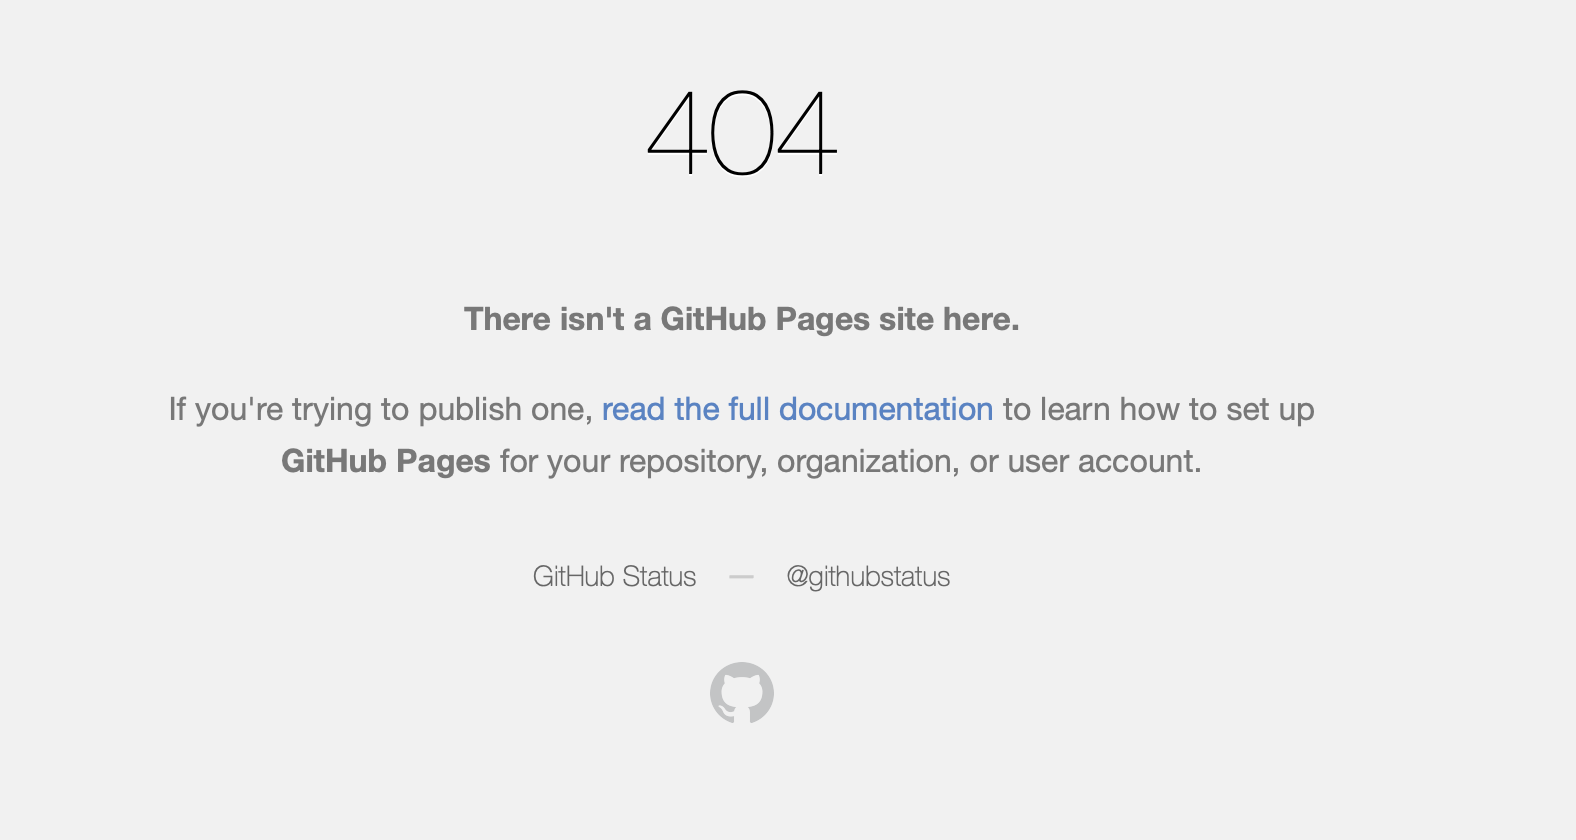 404
There isn't a GitHub Pages site here.
If you're trying to publish one, read the full documentation to learn how to set up
GitHub Pages for your repository, organization, or user account.
GitHub Status — @githubstatus